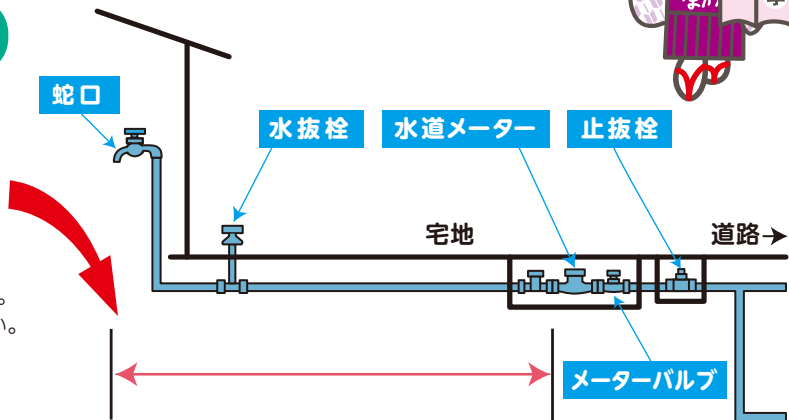 蛇口
水抜栓
水道メーター
止抜栓
宅地
道路→
。
い。
メーターバルブ